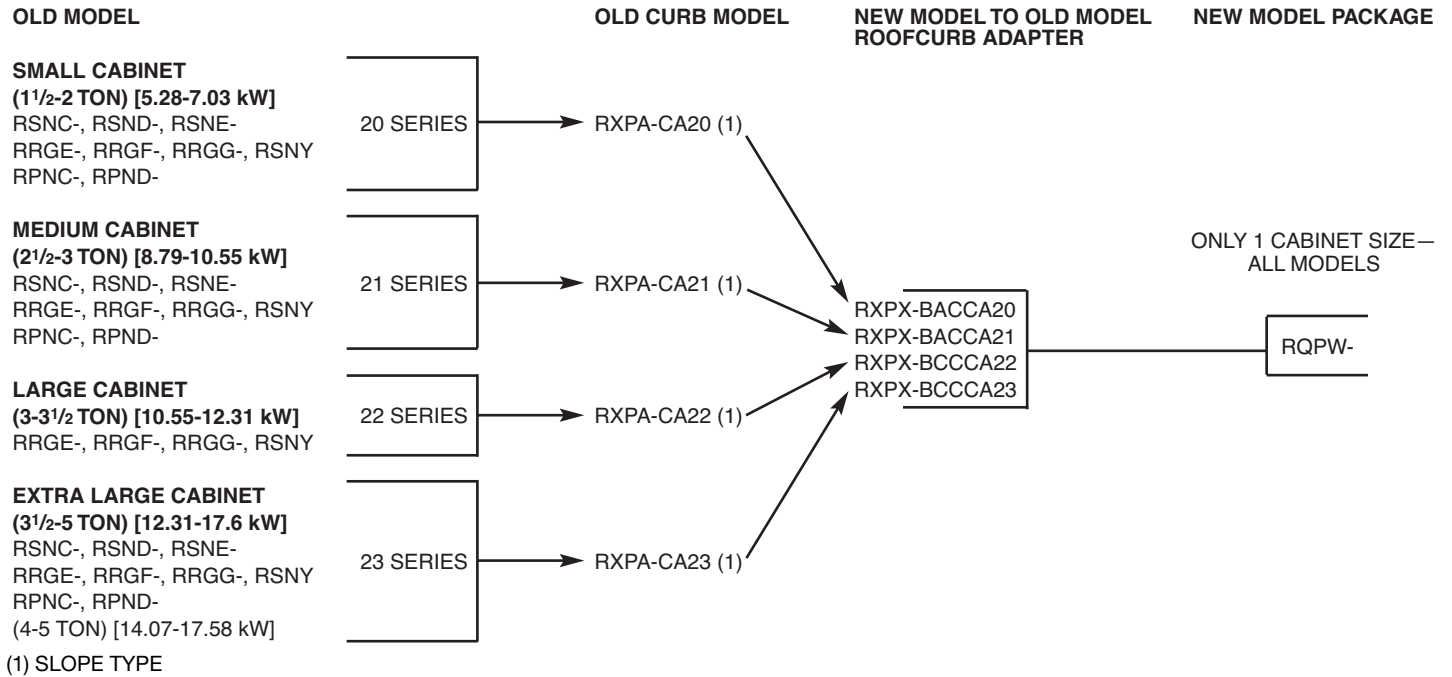 OLD MODEL
OLD CURB MODEL
NEW MODEL TO OLD MODEL
ROOFCURB ADAPTER
NEW MODEL PACKAGE
SMALL CABINET
(11/2-2 TON) [5.28-7.03 kW]
RSNC-, RSND-, RSNE-
RRGE-, RRGF-, RRGG-, RSNY
RPNC-, RPND-
20 SERIES
RXPA-CA20 (1)
MEDIUM CABINET
(21/2-3 TON) [8.79-10.55 kW]
RSNC-, RSND-, RSNE-
RRGE-, RRGF-, RRGG-, RSNY
RPNC-, RPND-
21 SERIES
RXPA-CA21 (1)
LARGE CABINET
(3-31/2 TON) [10.55-12.31 kW]
RRGE-, RRGF-, RRGG-, RSNY
22 SERIES
RXPA-CA22 (1)
EXTRA LARGE CABINET
(31/2-5 TON) [12.31-17.6 kW]
RSNC-, RSND-, RSNE-
RRGE-, RRGF-, RRGG-, RSNY
RPNC-, RPND-
(4-5 TON) [14.07-17.58 kW]
23 SERIES
RXPA-CA23 (1)
RXPX-BACCA20
RXPX-BACCA21
RXPX-BCCCA22
RXPX-BCCCA23
ONLY 1 CABINET SIZE—
ALL MODELS
RQPW-
(1) SLOPE TYPE